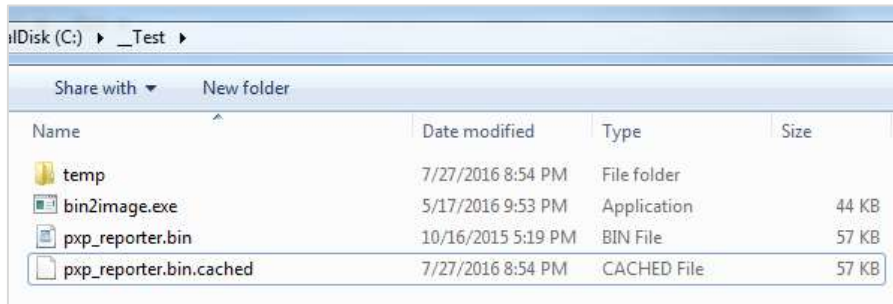 alDisk (C:) ▸ __Test ▸
Share with ▾ New folder
Name Date modified Type Size
temp 7/27/2016 8:54 PM File folder
bin2image.exe 5/17/2016 9:53 PM Application 44 KB
pxp_reporter.bin 10/16/2015 5:19 PM BIN File 57 KB
pxp_reporter.bin.cached 7/27/2016 8:54 PM CACHED File 57 KB